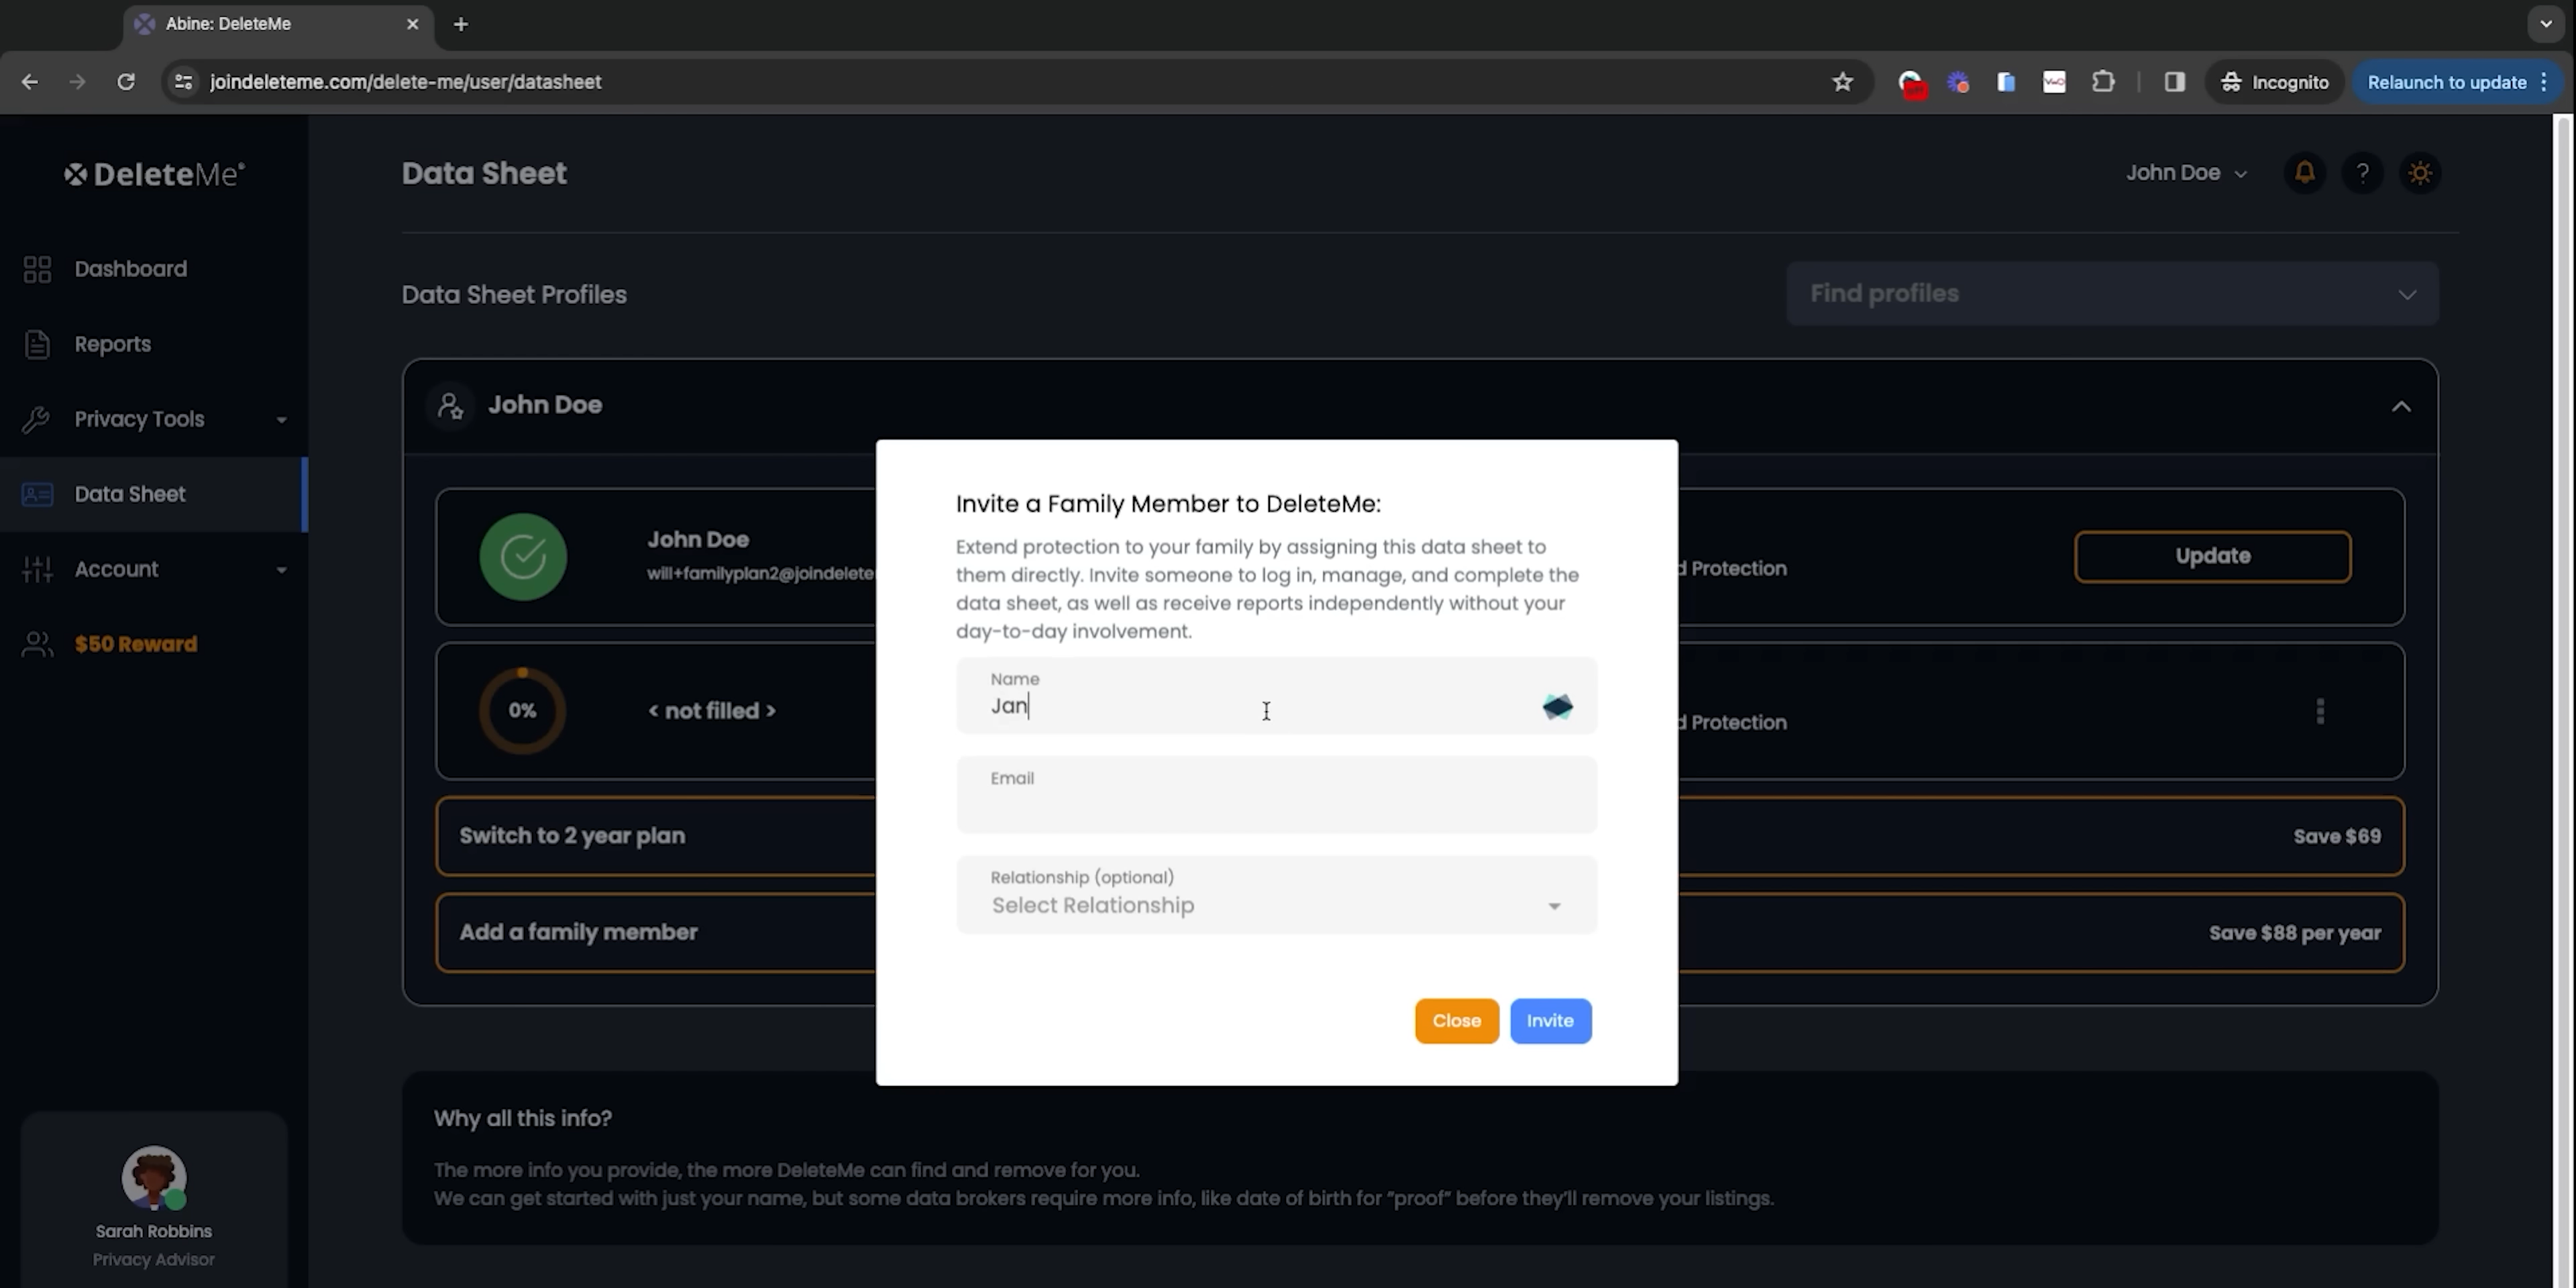 Abine: DeleteMe
joindeleteme.com/delete-me/user/datasheet
Incognito
Relaunch to update
DeleteMe®
Data Sheet
John Doe
Dashboard
Reports
Privacy Tools
Data Sheet
Account
$50 Reward
Data Sheet Profiles
Find profiles
John Doe
John Doe
will+familyplan2@joindelete
d Protection
Update
0%
< not filled >
d Protection
Switch to 2 year plan
Save $69
Add a family member
Save $88 per year
Invite a Family Member to DeleteMe:
Extend protection to your family by assigning this data sheet to
them directly. Invite someone to log in, manage, and complete the
data sheet, as well as receive reports independently without your
day-to-day involvement.
Name
Jan
Email
Relationship (optional)
Select Relationship
Close
Invite
Why all this info?
The more info you provide, the more DeleteMe can find and remove for you.
We can get started with just your name, but some data brokers require more info, like date of birth for “proof” before they’ll remove your listings.
Sarah Robbins
Privacy Advisor